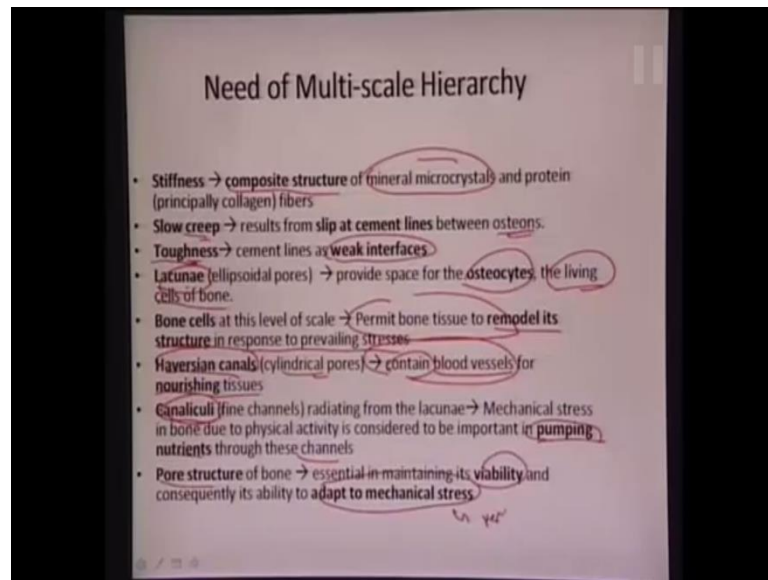 Need of Multi-scale Hierarchy
• Stiffness → composite structure of mineral microcrystals and protein
(principally collagen) fibers
• Slow creep → results from slip at cement lines between osteons.
• Toughness → cement lines as weak interfaces
• Lacunae (ellipsoidal pores) → provide space for the osteocytes, the living
cells of bone.
• Bone cells at this level of scale → Permit bone tissue to remodel its
structure in response to prevailing stresses
• Haversian canals (cylindrical pores) → contain blood vessels for
nourishing tissues
• Canaliculi (fine channels) radiating from the lacunae → Mechanical stress
in bone due to physical activity is considered to be important in pumping
nutrients through these channels
• Pore structure of bone → essential in maintaining its viability and
consequently its ability to adapt to mechanical stress